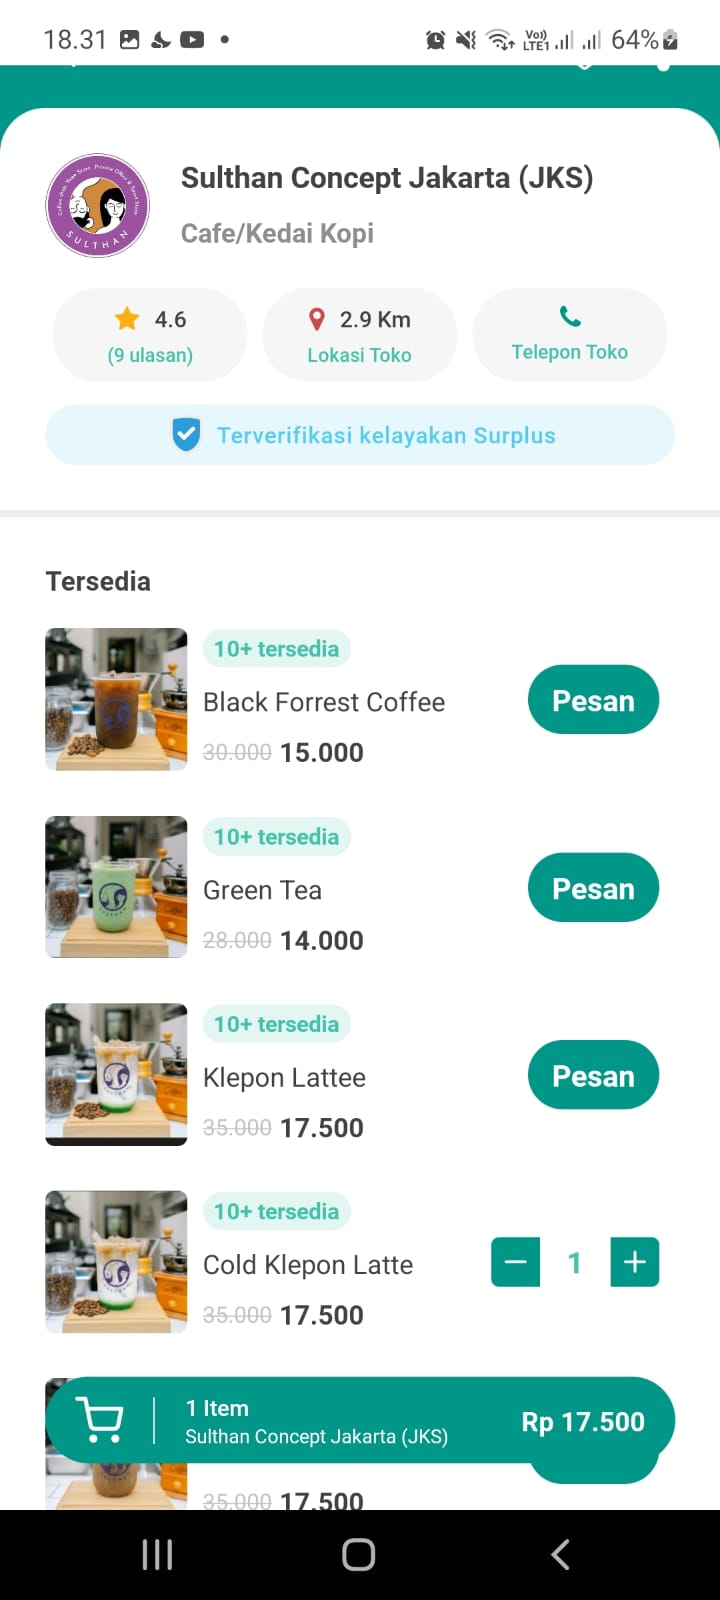 18.31
Vo)) LTE1
64%
Sulthan Concept Jakarta (JKS)
SULTHAN
Cafe/Kedai Kopi
4.6
(9 ulasan)
2.9 Km
Lokasi Toko
Telepon Toko
Terverifikasi kelayakan Surplus
Tersedia
10+ tersedia
Black Forrest Coffee
30.000 15.000
Pesan
10+ tersedia
Green Tea
28.000 14.000
Pesan
10+ tersedia
Klepon Lattee
35.000 17.500
Pesan
10+ tersedia
Cold Klepon Latte
35.000 17.500
1
1 Item
Sulthan Concept Jakarta (JKS)
Rp 17.500
35.000 17.500